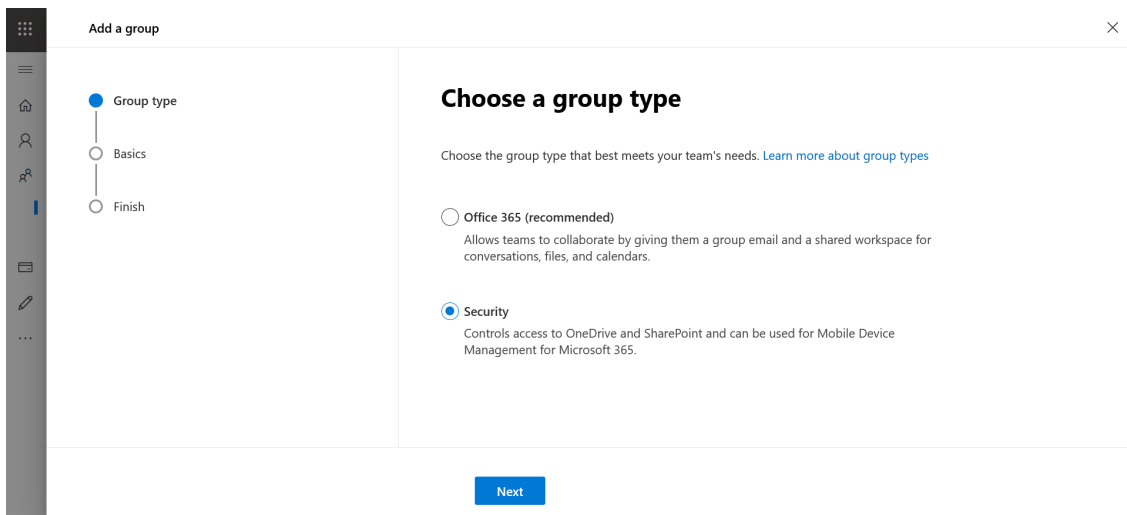 Add a group
Group type
Basics
Finish
Choose a group type
Choose the group type that best meets your team's needs. Learn more about group types
Office 365 (recommended)
Allows teams to collaborate by giving them a group email and a shared workspace for
conversations, files, and calendars.
Security
Controls access to OneDrive and SharePoint and can be used for Mobile Device
Management for Microsoft 365.
Next